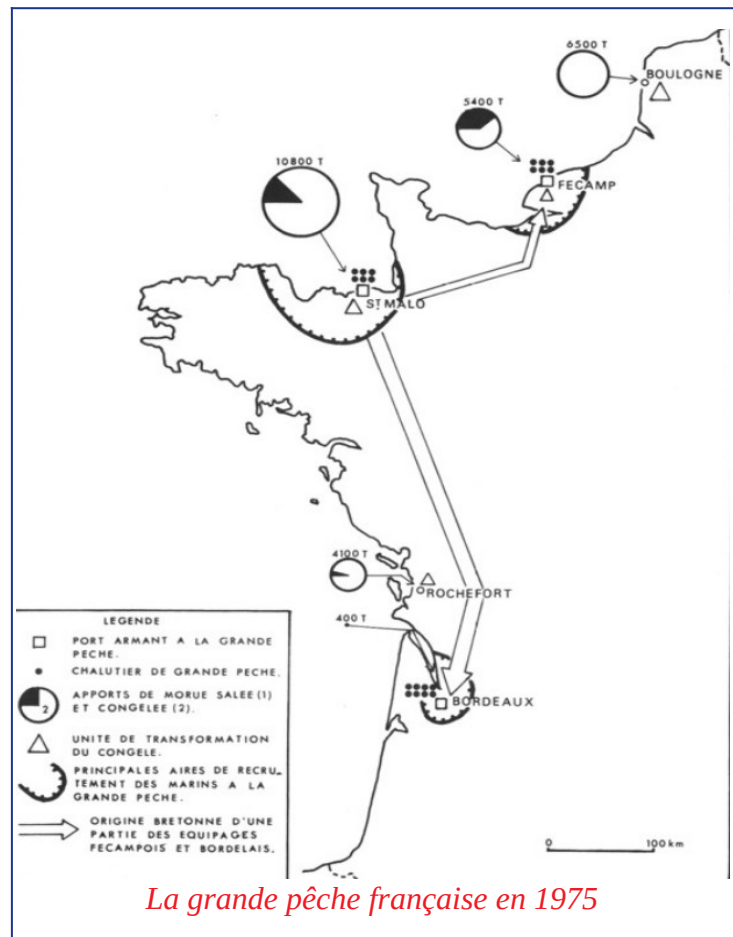 6500 T
BOULOGNE
5400 T
FECAMP
10800 T
ST MALO
4100 T
ROCHEFORT
400 T
BORDEAUX
LEGENDE
PORT ARMANT A LA GRANDE
PECHE.
CHALUTIER DE GRANDE PECHE.
2
APPORTS DE MORUE SALEE (1)
ET CONGELEE (2).
UNITE DE TRANSFORMATION
DU CONGELE.
PRINCIPALES AIRES DE RECRU_
TEMENT DES MARINS A LA
GRANDE PECHE.
ORIGINE BRETONNE D'UNE
PARTIE DES EQUIPAGES
FECAMPOIS ET BORDELAIS.
0 100 km
La grande pêche française en 1975